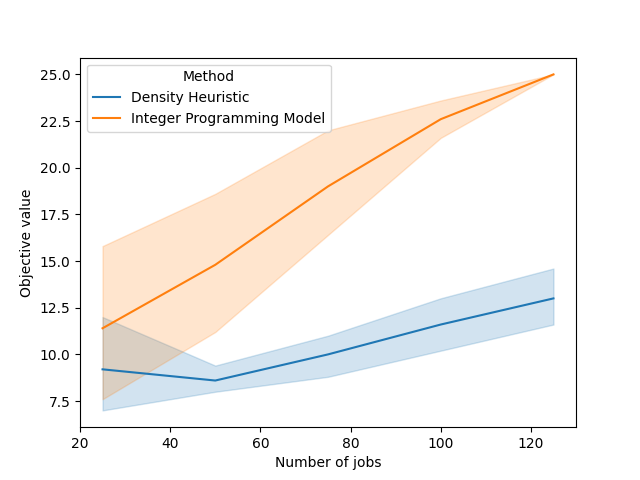 Method
Density Heuristic
Integer Programming Model
25.0
22.5
20.0
17.5
15.0
12.5
10.0
7.5
Objective value
20 40 60 80 100 120
Number of jobs